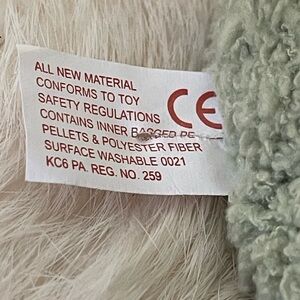 ALL NEW MATERIAL
CONFORMS TO TOY
SAFETY REGULATIONS
CONTAINS INNER BAGGED PE
PELLETS & POLYESTER FIBER
SURFACE WASHABLE 0021
KC6 PA. REG. NO. 259
CE